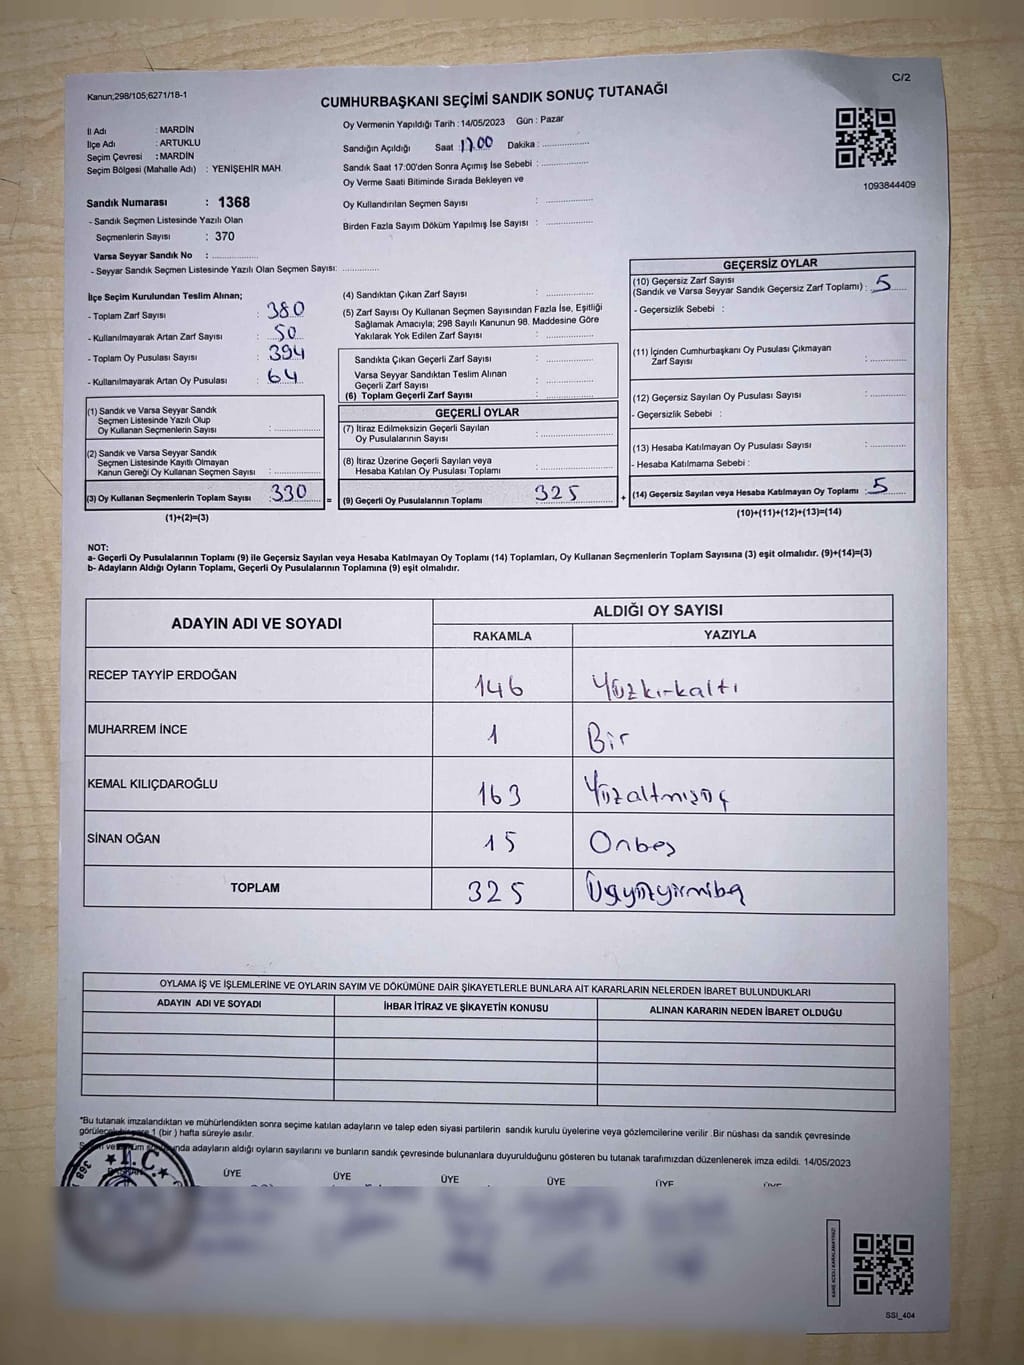 C/2
Kanun;298/105;6271/18-1
CUMHURBAŞKANI SEÇİMİ SANDIK SONUÇ TUTANAĞI
İl Adı : MARDİN
İlçe Adı : ARTUKLU
Seçim Çevresi : MARDİN
Seçim Bölgesi (Mahalle Adı) : YENİŞEHİR MAH.
Oy Vermenin Yapıldığı Tarih : 14/05/2023 Gün : Pazar
Sandığın Açıldığı Saat 17.00 Dakika : ..............
Sandık Saat 17:00'den Sonra Açımış İse Sebebi : ..............
Oy Verme Saati Bitiminde Sırada Bekleyen ve
Oy Kullandırılan Seçmen Sayısı : ..............
Birden Fazla Sayım Döküm Yapılmış İse Sayısı : ..............
1093844409
Sandık Numarası : 1368
- Sandık Seçmen Listesinde Yazılı Olan
Seçmenlerin Sayısı : 370
Varsa Seyyar Sandık No : ..............
- Seyyar Sandık Seçmen Listesinde Yazılı Olan Seçmen Sayısı: ..............
İlçe Seçim Kurulundan Teslim Alınan;
- Toplam Zarf Sayısı : 380
- Kullanılmayarak Artan Zarf Sayısı : 50
- Toplam Oy Pusulası Sayısı : 394
- Kullanılmayarak Artan Oy Pusulası : 64
(1) Sandık ve Varsa Seyyar Sandık
Seçmen Listesinde Yazılı Olup
Oy Kullanan Seçmenlerin Sayısı : ..............
(2) Sandık ve Varsa Seyyar Sandık
Seçmen Listesinde Kayıtlı Olmayan
Kanun Gereği Oy Kullanan Seçmen Sayısı : ..............
(3) Oy Kullanan Seçmenlerin Toplam Sayısı : 330
(1)+(2)=(3)
(4) Sandıktan Çıkan Zarf Sayısı : ..............
(5) Zarf Sayısı Oy Kullanan Seçmen Sayısından Fazla İse, Eşitliği
Sağlamak Amacıyla; 298 Sayılı Kanunun 98. Maddesine Göre
Yakılarak Yok Edilen Zarf Sayısı : ..............
Sandıkta Çıkan Geçerli Zarf Sayısı : ..............
Varsa Seyyar Sandıktan Teslim Alınan
Geçerli Zarf Sayısı : ..............
(6) Toplam Geçerli Zarf Sayısı : ..............
GEÇERLİ OYLAR
(7) İtiraz Edilmeksizin Geçerli Sayılan
Oy Pusulalarının Sayısı : ..............
(8) İtiraz Üzerine Geçerli Sayılan veya
Hesaba Katılan Oy Pusulası Toplamı : ..............
= (9) Geçerli Oy Pusulalarının Toplamı 325
GEÇERSİZ OYLAR
(10) Geçersiz Zarf Sayısı
(Sandık ve Varsa Seyyar Sandık Geçersiz Zarf Toplamı) : 5
- Geçersizlik Sebebi :
(11) İçinden Cumhurbaşkanı Oy Pusulası Çıkmayan
Zarf Sayısı : ..............
(12) Geçersiz Sayılan Oy Pusulası Sayısı : ..............
- Geçersizlik Sebebi :
(13) Hesaba Katılmayan Oy Pusulası Sayısı : ..............
- Hesaba Katılmama Sebebi :
+ (14) Geçersiz Sayılan veya Hesaba Katılmayan Oy Toplamı : 5
(10)+(11)+(12)+(13)=(14)
NOT:
a- Geçerli Oy Pusulalarının Toplamı (9) ile Geçersiz Sayılan veya Hesaba Katılmayan Oy Toplamı (14) Toplamları, Oy Kullanan Seçmenlerin Toplam Sayısına (3) eşit olmalıdır. (9)+(14)=(3)
b- Adayların Aldığı Oyların Toplamı, Geçerli Oy Pusulalarının Toplamına (9) eşit olmalıdır.
ADAYIN ADI VE SOYADI
ALDIĞI OY SAYISI
RAKAMLA YAZIYLA
RECEP TAYYİP ERDOĞAN 146 Yüzkırkaltı
MUHARREM İNCE 1 Bir
KEMAL KILIÇDAROĞLU 163 Yüzaltmışüç
SİNAN OĞAN 15 Onbeş
TOPLAM 325 Üçyüzyirmibeş
OYLAMA İŞ VE İŞLEMLERİNE VE OYLARIN SAYIM VE DÖKÜMÜNE DAİR ŞİKAYETLERLE BUNLARA AİT KARARLARIN NELERDEN İBARET BULUNDUKLARI
ADAYIN ADI VE SOYADI İHBAR İTİRAZ VE ŞİKAYETİN KONUSU ALINAN KARARIN NEDEN İBARET OLDUĞU
*Bu tutanak imzalandıktan ve mühürlendikten sonra seçime katılan adayların ve talep eden siyasi partilerin sandık kurulu üyelerine veya gözlemcilerine verilir .Bir nüshası da sandık çevresinde
görülecek bir yere 1 (bir ) hafta süreyle asılır.
adayların aldığı oyların sayılarını ve bunların sandık çevresinde bulunanlara duyurulduğunu gösteren bu tutanak tarafımızdan düzenlenerek imza edildi. 14/05/2023
T.C.
ÜYE ÜYE ÜYE ÜYE ÜYE
SSI_404